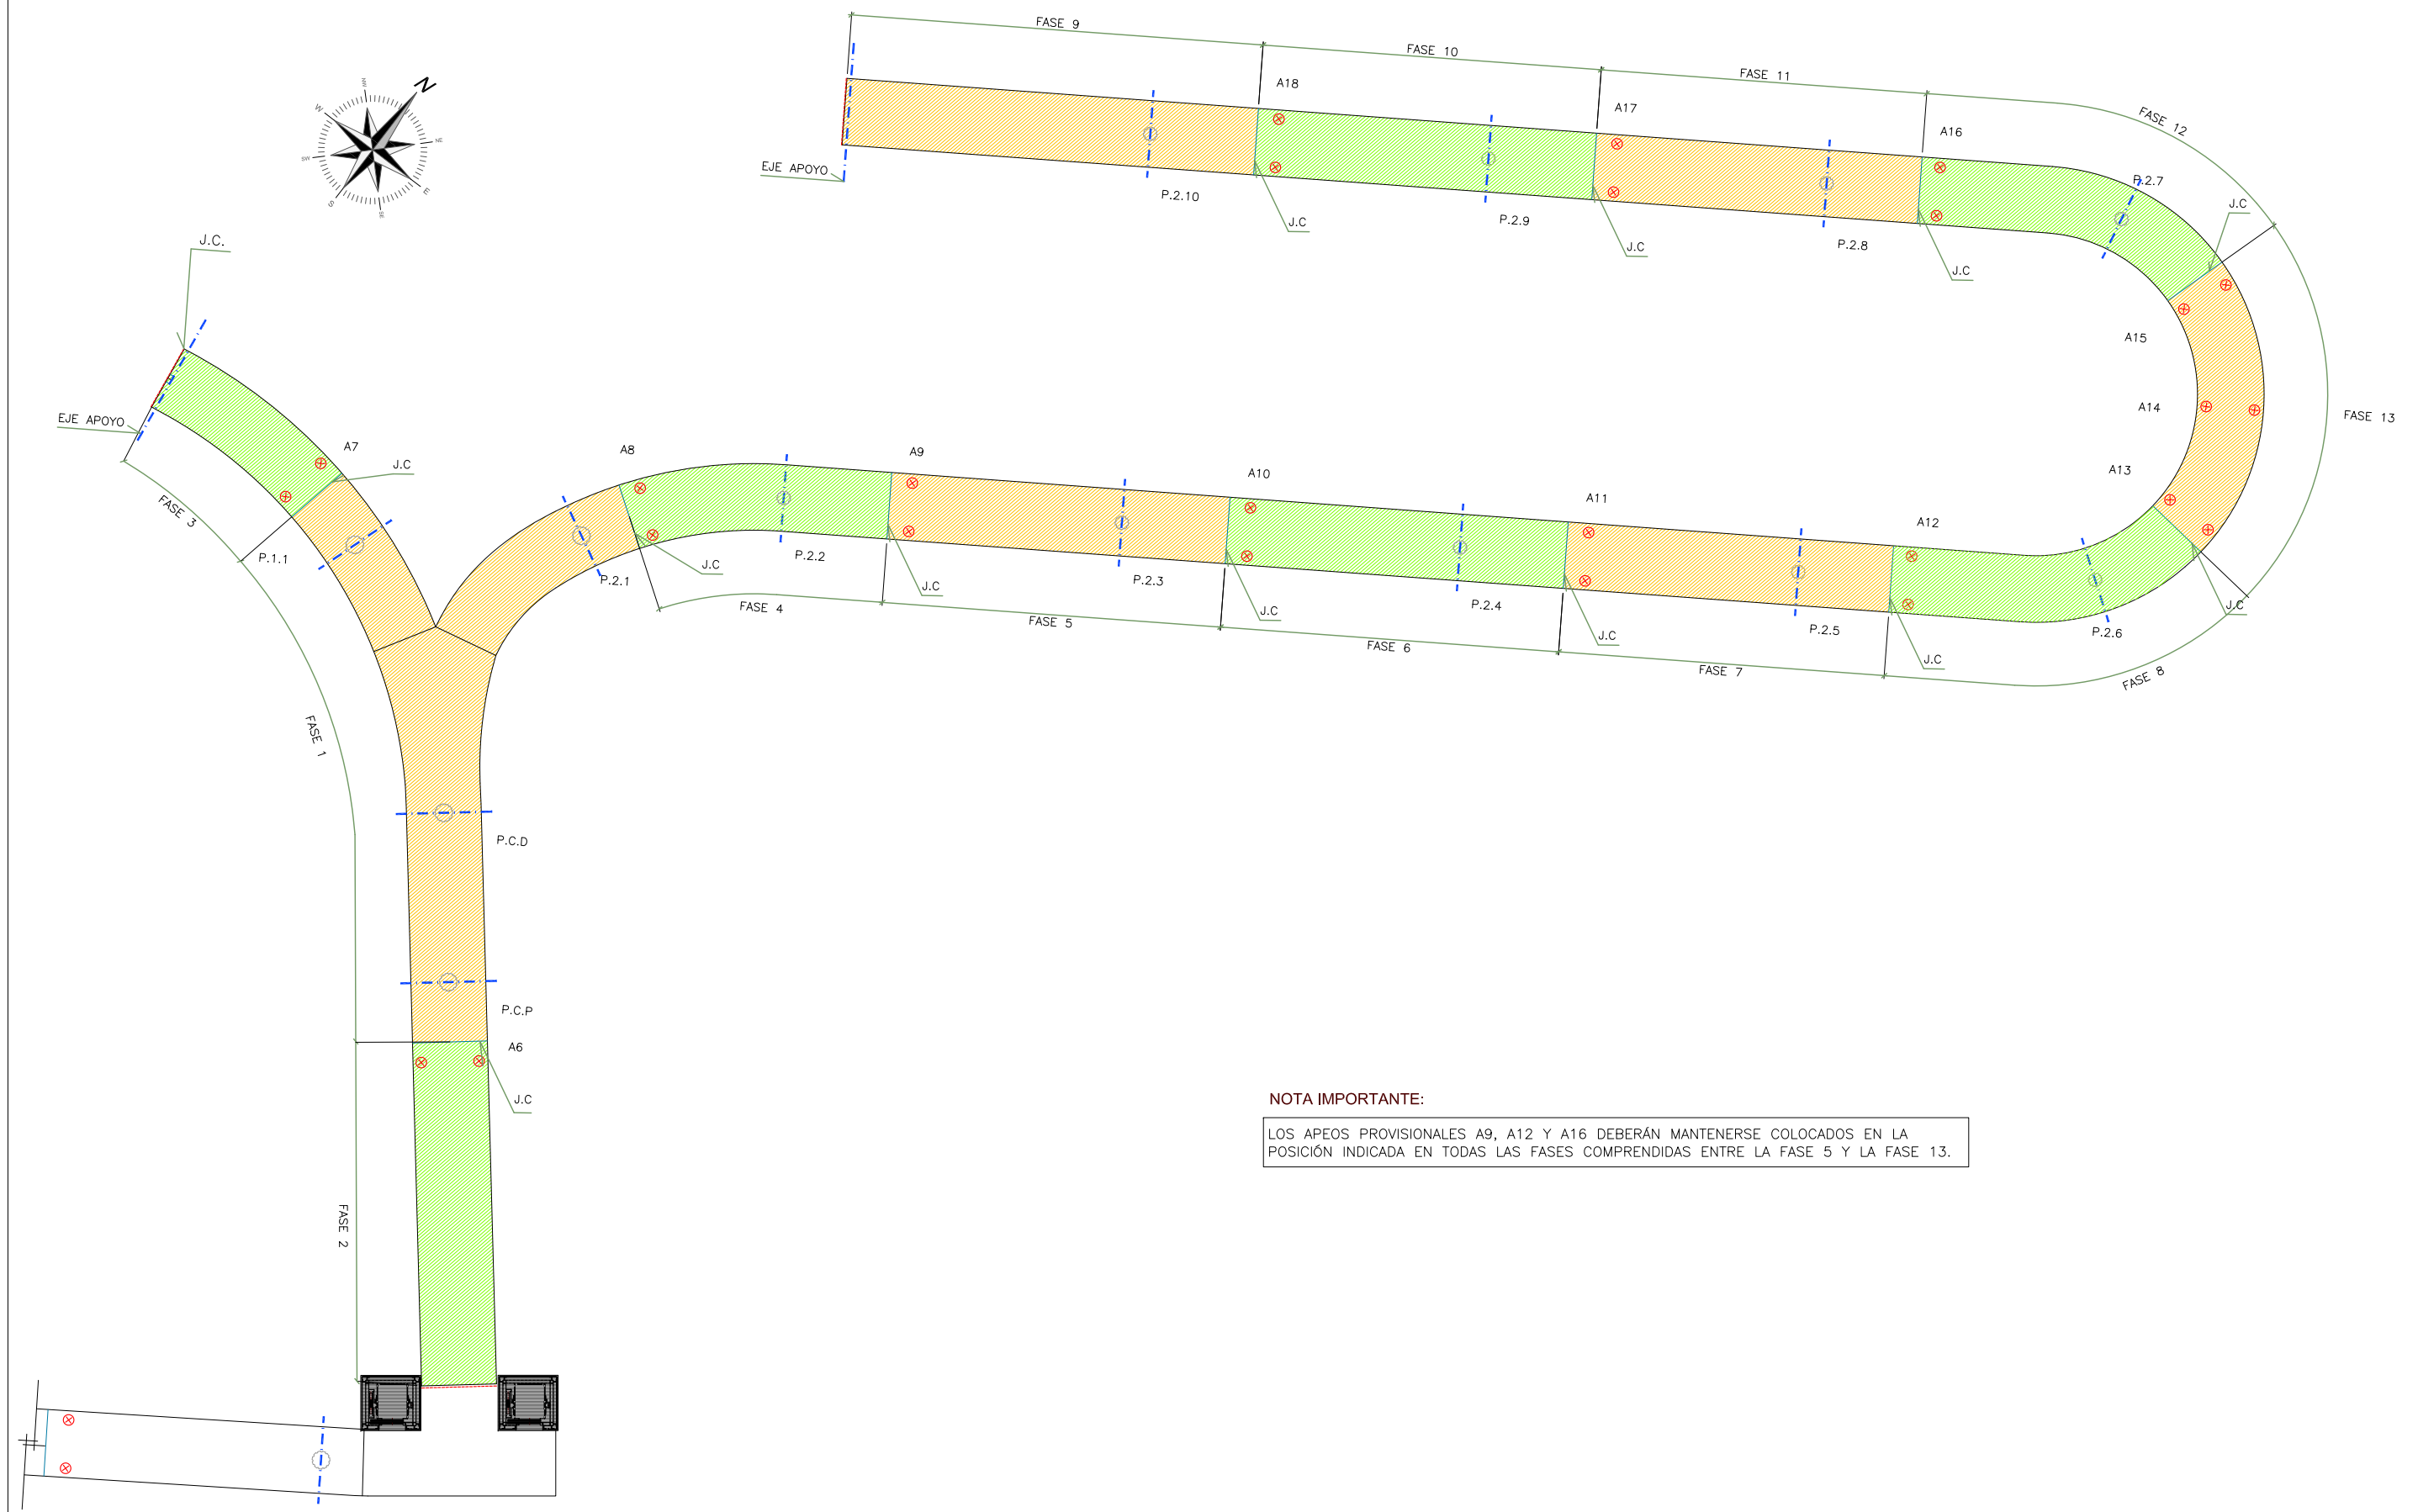 FASE 9
FASE 10
FASE 11
FASE 12
A18
A17
A16
EJE APOYO
P.2.10
P.2.9
P.2.8
P.2.7
J.C
J.C
J.C
J.C
N
NW
W
NE
SW
E
S
SE
J.C.
A15
A14
A13
FASE 13
EJE APOYO
A7
J.C
FASE 3
P.1.1
A8
A9
A10
A11
A12
P.2.1
P.2.2
P.2.3
P.2.4
P.2.5
P.2.6
J.C
J.C
J.C
J.C
J.C
J.C
FASE 4
FASE 5
FASE 6
FASE 7
FASE 8
FASE 1
P.C.D
P.C.P
A6
J.C
FASE 2
NOTA IMPORTANTE:
LOS APEOS PROVISIONALES A9, A12 Y A16 DEBERÁN MANTENERSE COLOCADOS EN LA
POSICIÓN INDICADA EN TODAS LAS FASES COMPRENDIDAS ENTRE LA FASE 5 Y LA FASE 13.